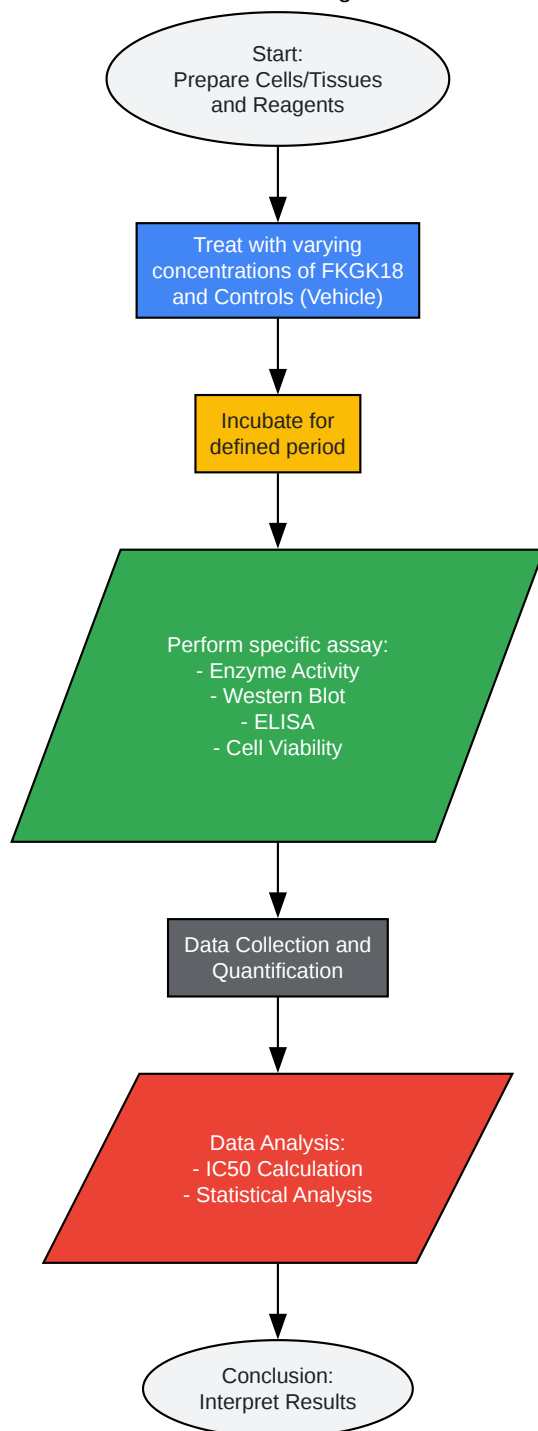 Start:
Prepare Cells/Tissues
and Reagents
Treat with varying
concentrations of FKGK18
and Controls (Vehicle)
Incubate for
defined period
Perform specific assay:
- Enzyme Activity
- Western Blot
- ELISA
- Cell Viability
Data Collection and
Quantification
Data Analysis:
- IC50 Calculation
- Statistical Analysis
Conclusion:
Interpret Results